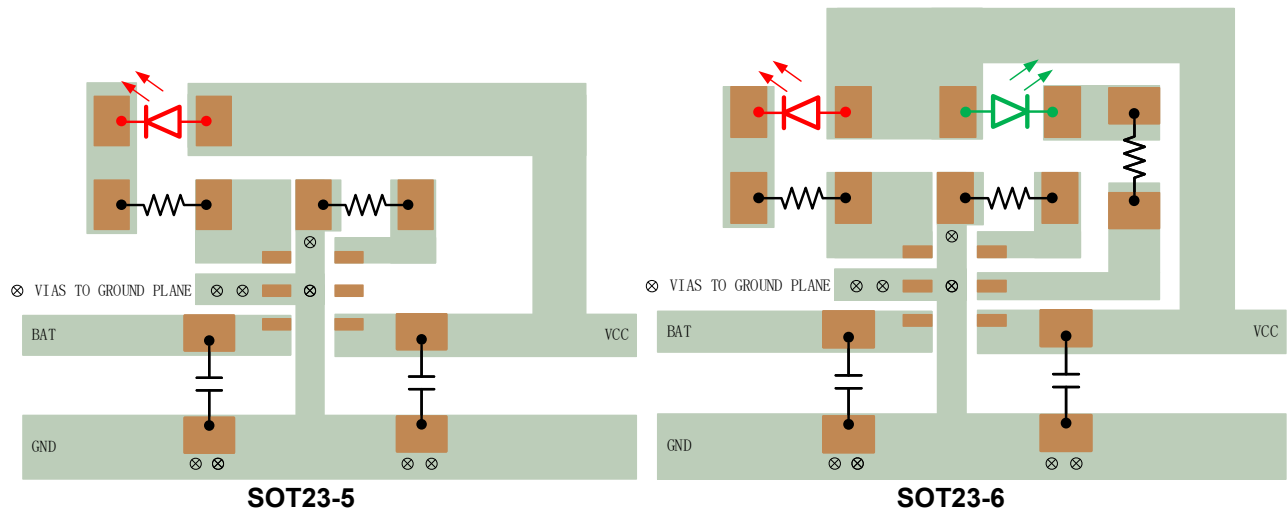 ⊗ VIAS TO GROUND PLANE
BAT
VCC
GND
SOT23-5
⊗ VIAS TO GROUND PLANE
BAT
VCC
GND
SOT23-6